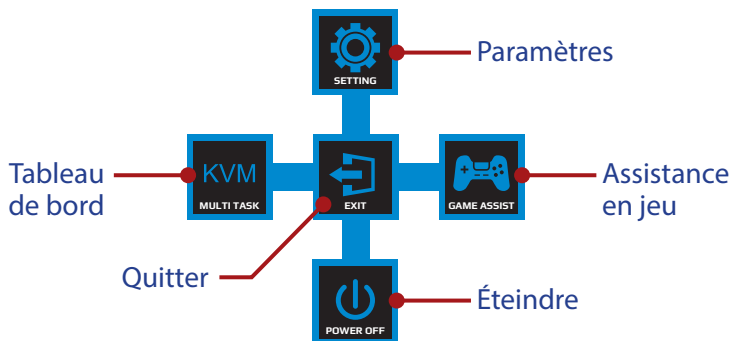 SETTING
Paramètres
Tableau
de bord
KVM
MULTI TASK
EXIT
GAME ASSIST
Assistance
en jeu
Quitter
POWER OFF
Éteindre